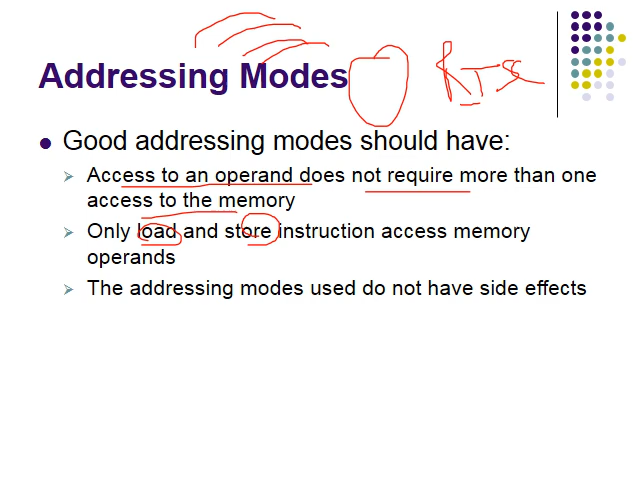 Addressing Modes
Good addressing modes should have:
Access to an operand does not require more than one
access to the memory
Only load and store instruction access memory
operands
The addressing modes used do not have side effects